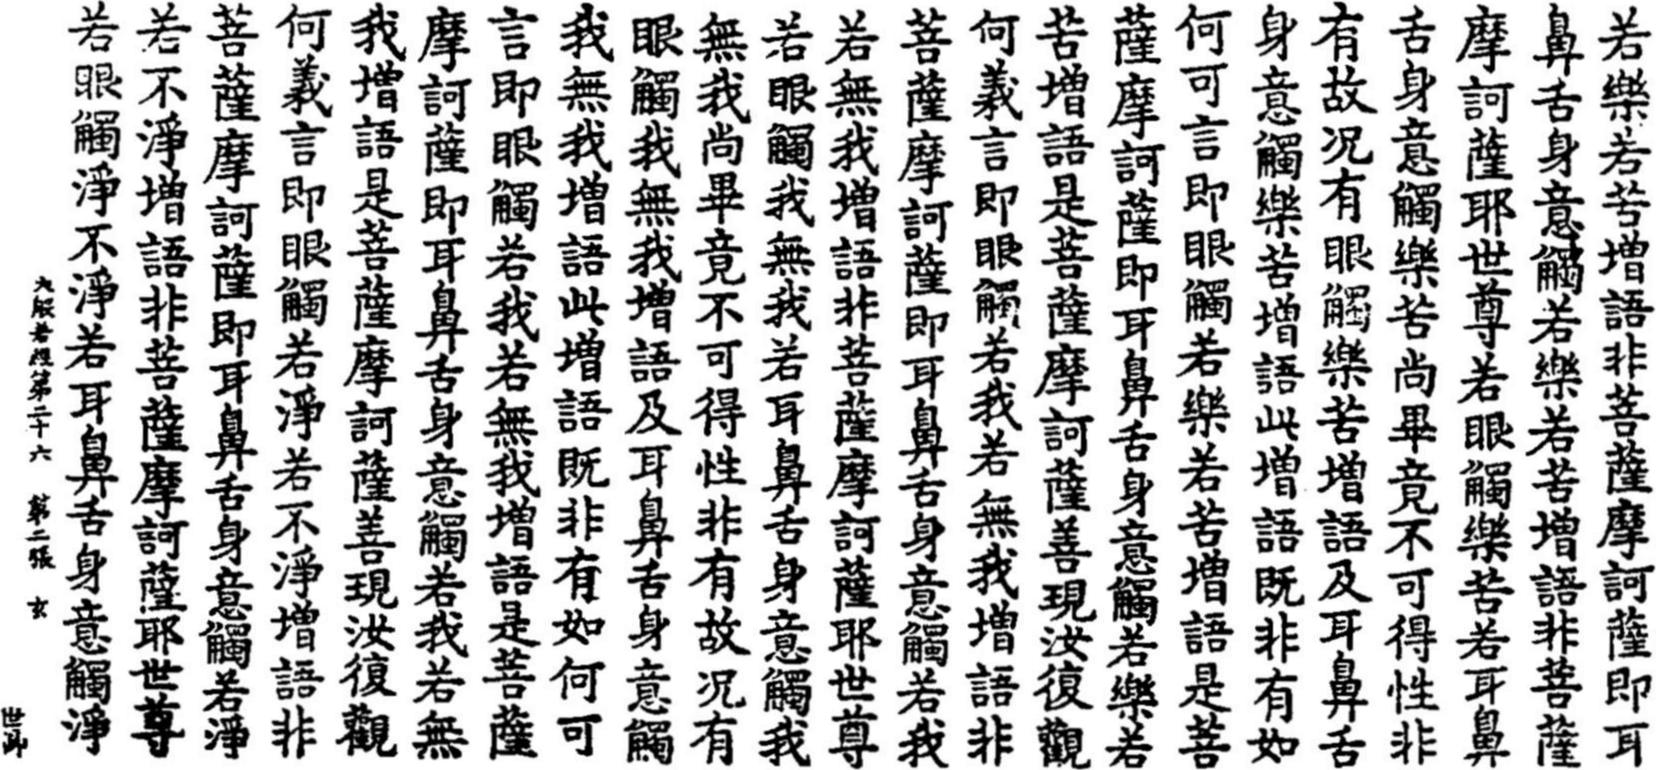 若樂若苦增語非菩薩摩訶薩即耳
鼻舌身意觸若樂若苦增語非菩薩
摩訶薩耶世尊若眼觸樂苦若耳鼻
舌身意觸樂苦尚畢竟不可得性非
有故况有眼觸樂苦增語及耳鼻舌
身意觸樂苦增語此增語既非有如
何可言即眼觸若樂若苦增語是菩
薩摩訶薩即耳鼻舌身意觸若樂若
苦增語是菩薩摩訶薩善現汝復觀
何義言即眼觸若我若無我增語非
菩薩摩訶薩即耳鼻舌身意觸若我
若無我增語非菩薩摩訶薩耶世尊
若眼觸我無我若耳鼻舌身意觸我
無我尚畢竟不可得性非有故况有
眼觸我無我增語及耳鼻舌身意觸
我無我增語此增語既非有如何可
言即眼觸若我若無我增語是菩薩
摩訶薩即耳鼻舌身意觸若我若無
我增語是菩薩摩訶薩善現汝復觀
何義言即眼觸若淨若不淨增語非
菩薩摩訶薩即耳鼻舌身意觸若淨
若不淨增語非菩薩摩訶薩耶世尊
若眼觸淨不淨若耳鼻舌身意觸淨
大般若經第二十六 第二張 玄
世卿